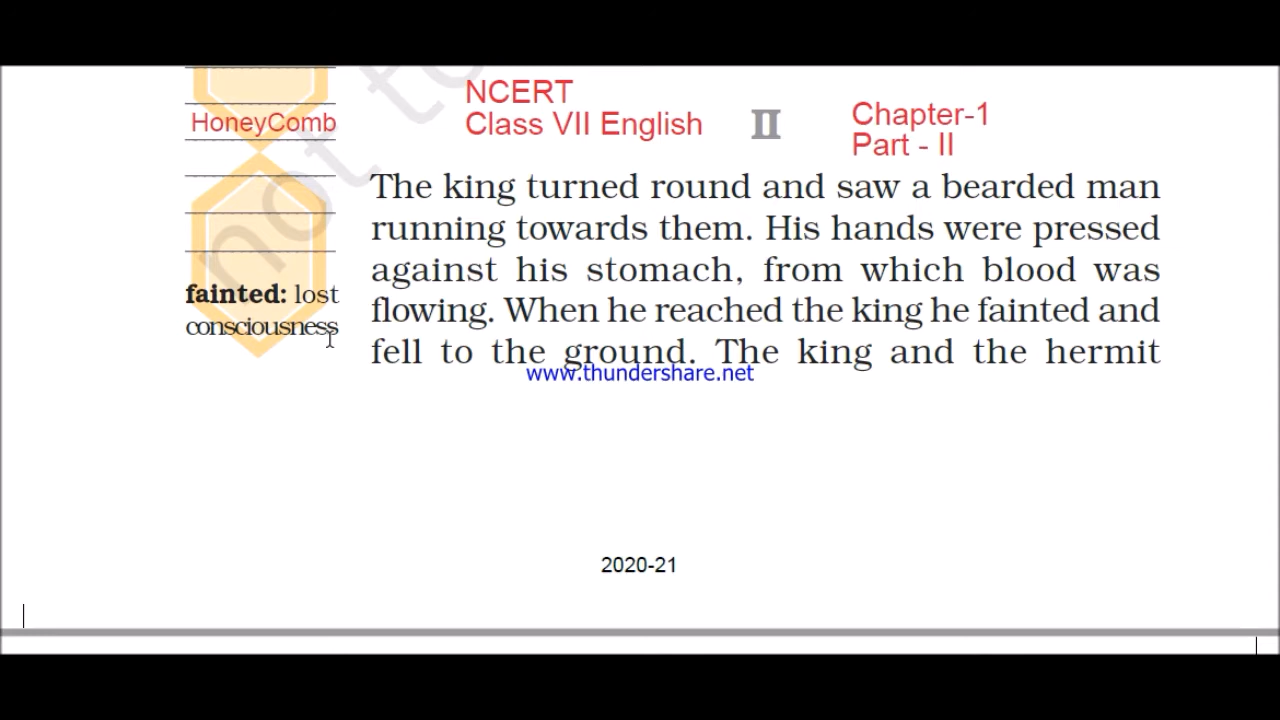 NCERT
Class VII English
II
Chapter-1
Part - II
HoneyComb
The king turned round and saw a bearded man
running towards them. His hands were pressed
against his stomach, from which blood was
flowing. When he reached the king he fainted and
fell to the ground. The king and the hermit
fainted: lost
consciousness
www.thundershare.net
2020-21
not to